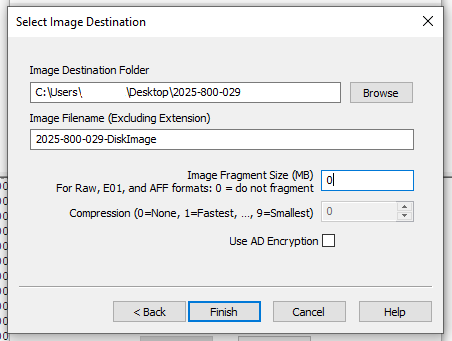 Select Image Destination
Image Destination Folder
C:\Users\ \Desktop\2025-800-029
Browse
Image Filename (Excluding Extension)
2025-800-029-DiskImage
Image Fragment Size (MB)
For Raw, E01, and AFF formats: 0 = do not fragment
0
Compression (0=None, 1=Fastest, ..., 9=Smallest)
0
Use AD Encryption
< Back
Finish
Cancel
Help